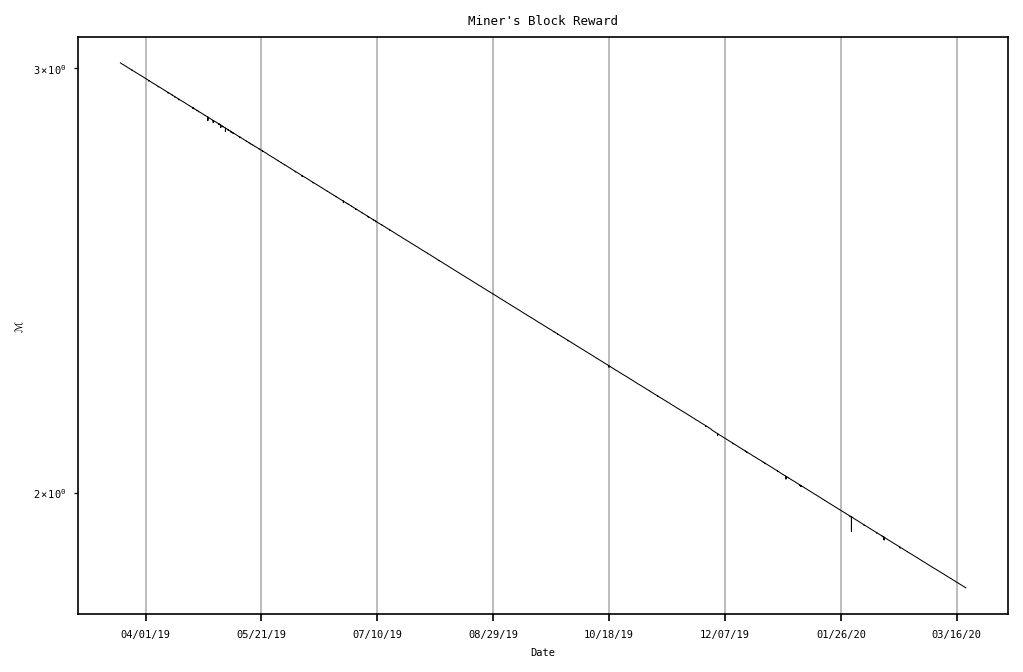 Miner's Block Reward
3×10⁰
ℳ
2×10⁰
04/01/19 05/21/19 07/10/19 08/29/19 10/18/19 12/07/19 01/26/20 03/16/20
Date